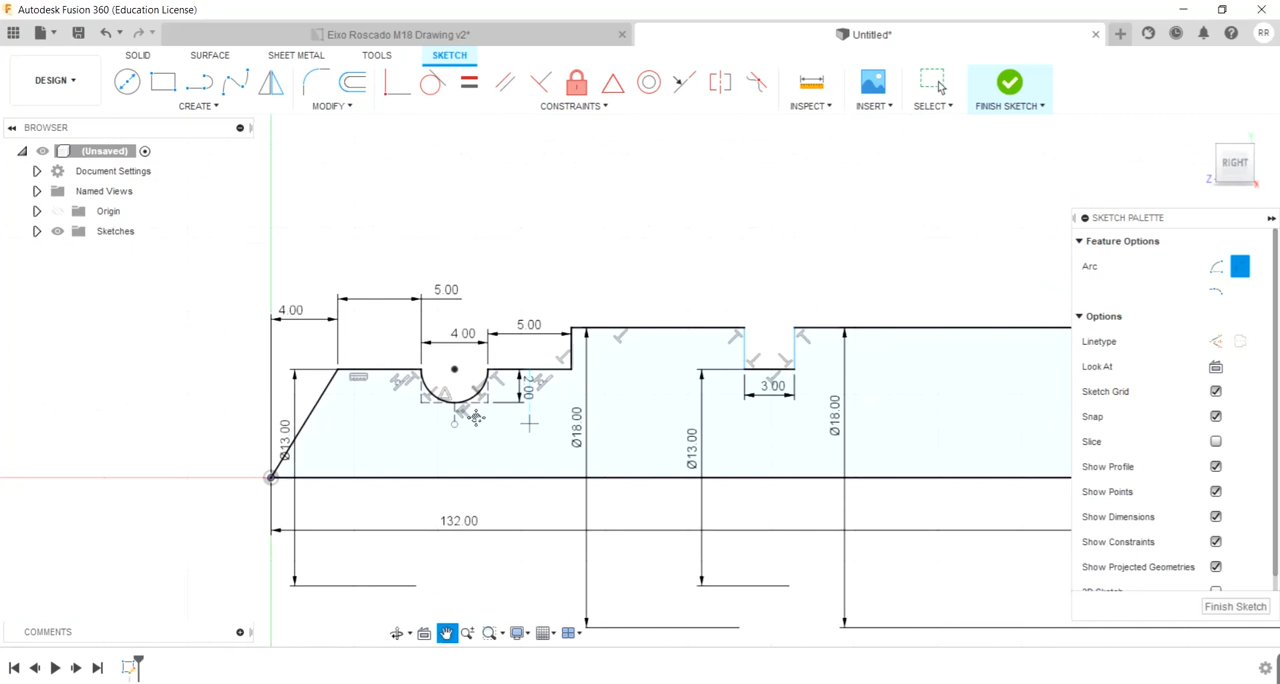 Autodesk Fusion 360 (Education License)
Eixo Roscado M18 Drawing v2*
Untitled*
RR
SOLID SURFACE SHEET METAL TOOLS SKETCH
DESIGN
CREATE MODIFY CONSTRAINTS INSPECT INSERT SELECT FINISH SKETCH
BROWSER
(Unsaved)
Document Settings
Named Views
Origin
Sketches
Y
RIGHT
Z
X
SKETCH PALETTE
Feature Options
Arc
Options
Linetype
Look At
Sketch Grid
Snap
Slice
Show Profile
Show Points
Show Dimensions
Show Constraints
Show Projected Geometries
3D Sketch
Finish Sketch
5.00
4.00
4.00
5.00
2.00
3.00
Ø13.00
Ø18.00
Ø13.00
Ø18.00
132.00
COMMENTS